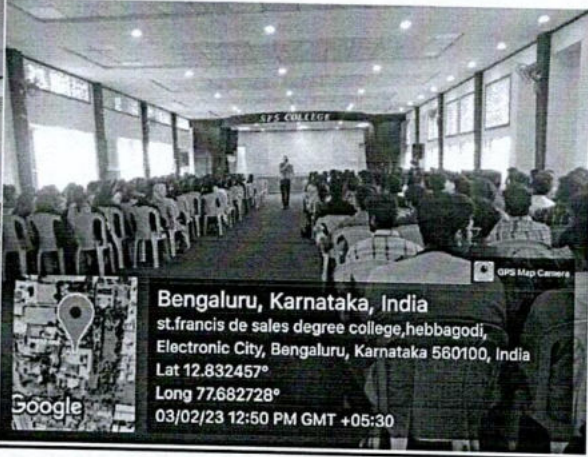 SFS COLLEGE
GPS Map Camera
Bengaluru, Karnataka, India
st.francis de sales degree college,hebbagodi,
Electronic City, Bengaluru, Karnataka 560100, India
Lat 12.832457°
Long 77.682728°
03/02/23 12:50 PM GMT +05:30
Google